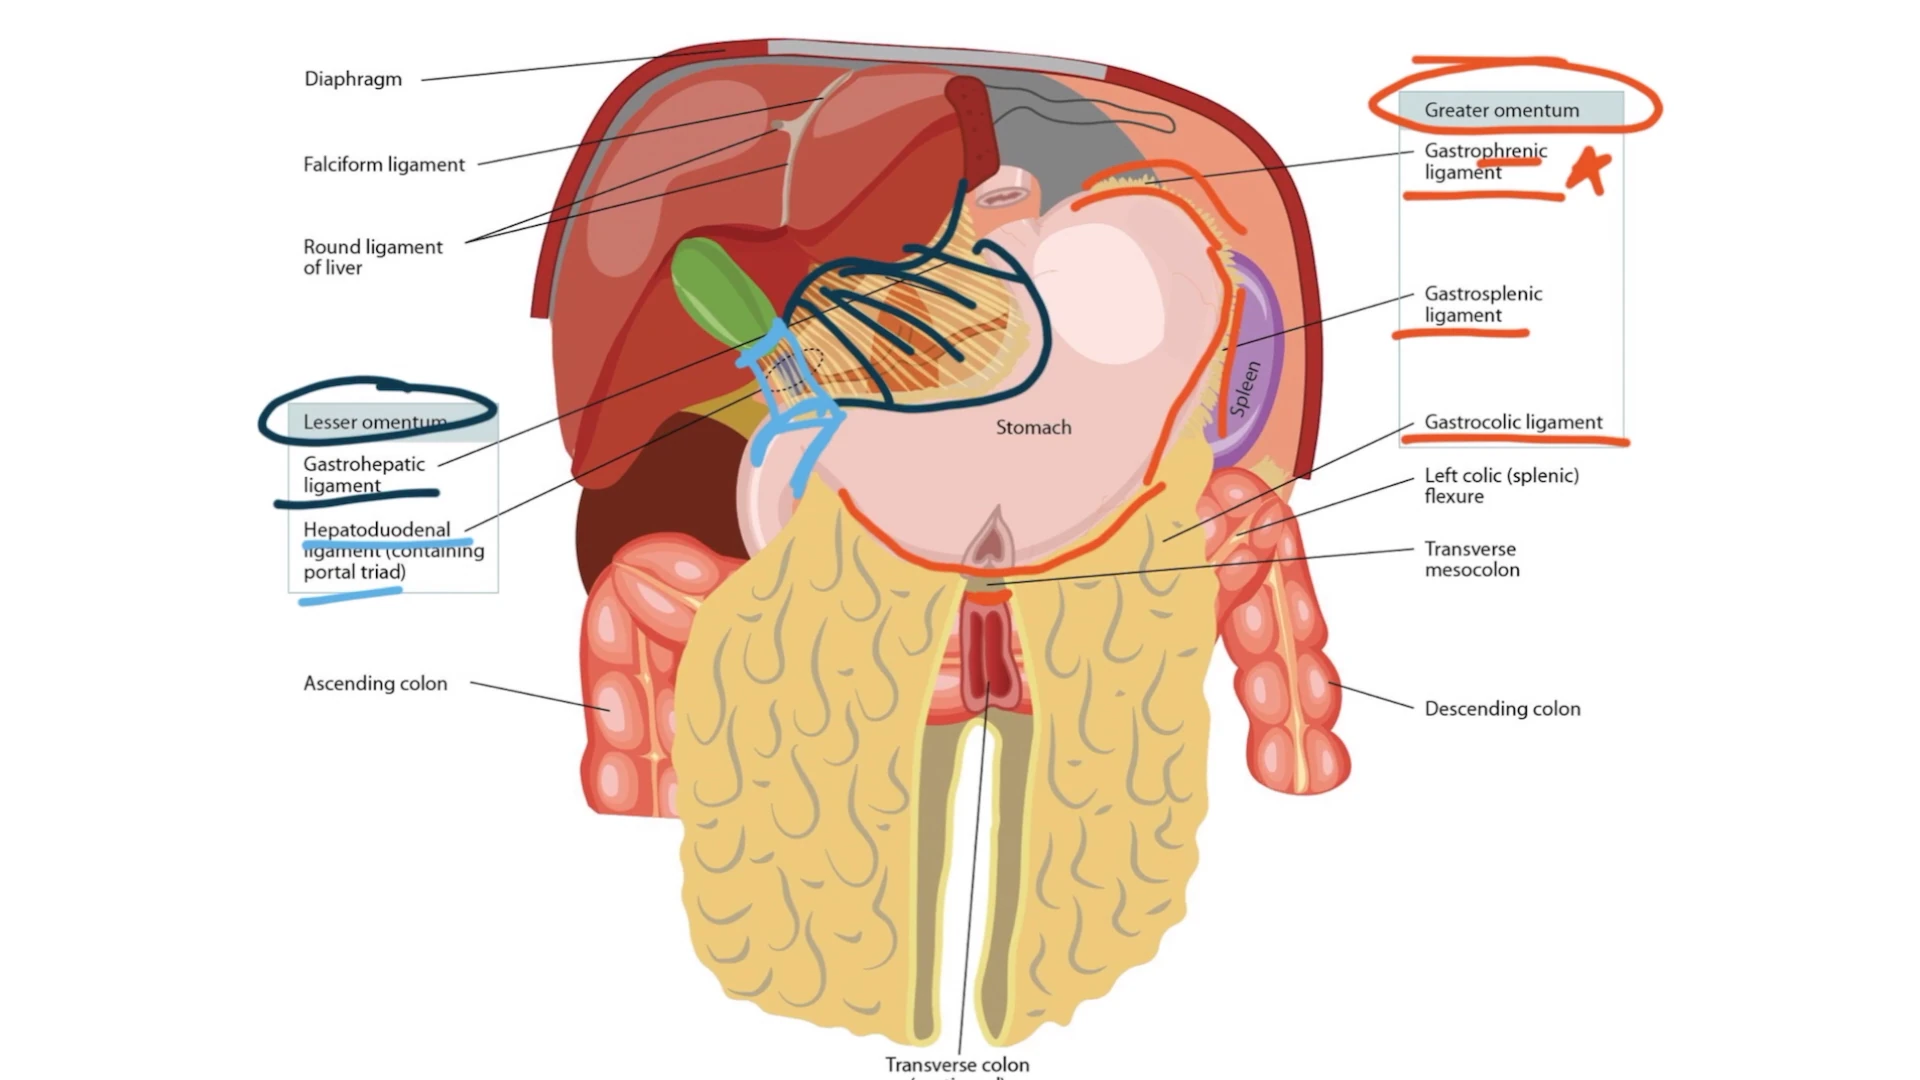 Diaphragm
Falciform ligament
Round ligament
of liver
Lesser omentum
Gastrohepatic
ligament
Hepatoduodenal
ligament (containing
portal triad)
Ascending colon
Stomach
Spleen
Greater omentum
Gastrophrenic
ligament
Gastrosplenic
ligament
Gastrocolic ligament
Left colic (splenic)
flexure
Transverse
mesocolon
Descending colon
Transverse colon